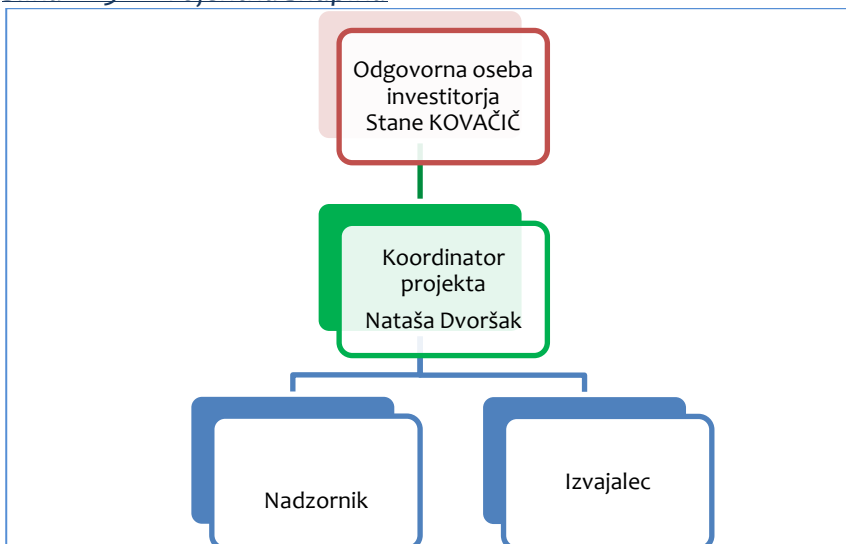 Odgovorna oseba
investitorja
Stane KOVAČIČ
Koordinator
projekta
Nataša Dvoršak
Nadzornik
Izvajalec